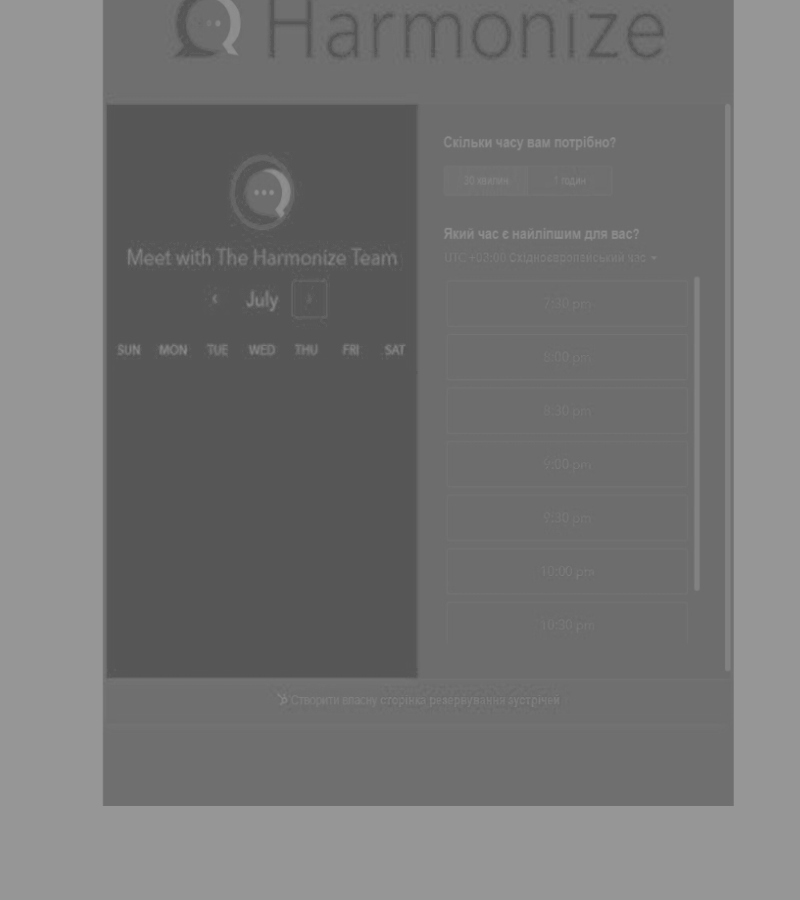 Harmonize
Meet with The Harmonize Team
July
SUN MON TUE WED THU FRI SAT
Скільки часу вам потрібно?
30 хвилин 1 годин
Який час є найліпшим для вас?
UTC +03:00 Східноєвропейський час
7:30 pm
8:00 pm
8:30 pm
9:00 pm
9:30 pm
10:00 pm
10:30 pm
Створити власну сторінка резервування зустрічей